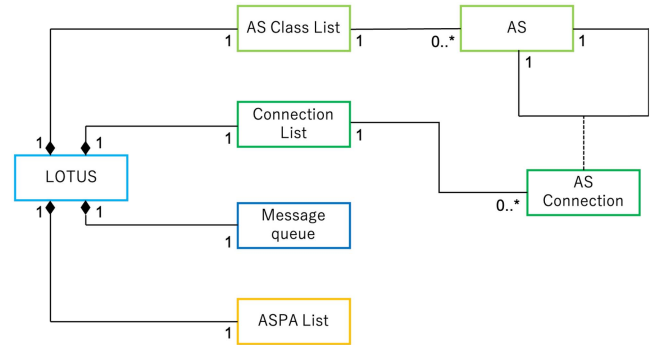 AS Class List
AS
1
1
0..*
1
1
Connection
List
1
1
1
1
LOTUS
AS
Connection
0..*
1
1
Message
queue
1
ASPA List
1